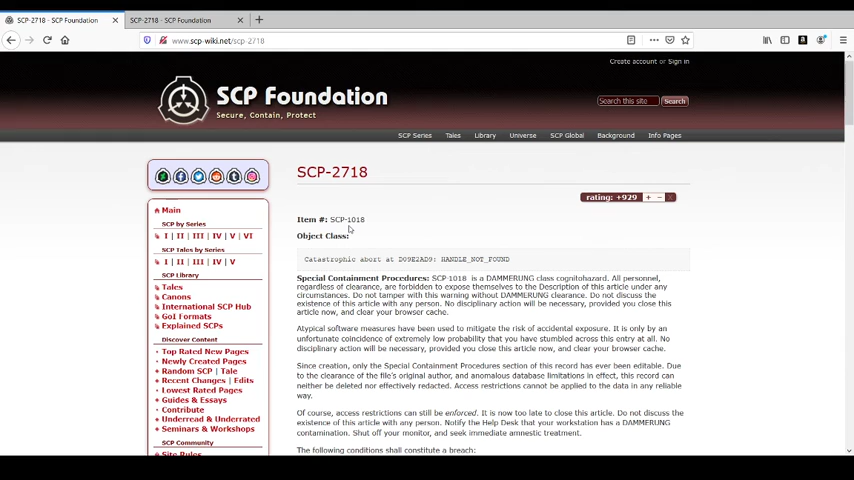 SCP-2718 - SCP Foundation
SCP-2718 - SCP Foundation
www.scp-wiki.net/scp-2718
Create account or Sign in
SCP Foundation
Secure, Contain, Protect
Search this site
Search
SCP Series
Tales
Library
Universe
SCP Global
Background
Info Pages
SCP-2718
rating: +929 + – x
Item #: SCP-1018
Object Class:
Catastrophic abort at D09E2AD9: HANDLE_NOT_FOUND
Special Containment Procedures: SCP-1018 is a DAMMERUNG class cognitohazard. All personnel,
regardless of clearance, are forbidden to expose themselves to the Description of this article under any
circumstances. Do not tamper with this warning without DAMMERUNG clearance. Do not discuss the
existence of this article with any person. No disciplinary action will be necessary, provided you close this
article now, and clear your browser cache.
Atypical software measures have been used to mitigate the risk of accidental exposure. It is only by an
unfortunate coincidence of extremely low probability that you have stumbled across this entry at all. No
disciplinary action will be necessary, provided you close this article now, and clear your browser cache.
Since creation, only the Special Containment Procedures section of this record has ever been editable. Due
to the clearance of the file's original author, and anomalous database limitations in effect, this record can
neither be deleted nor effectively redacted. Access restrictions cannot be applied to the data in any reliable
way.
Of course, access restrictions can still be enforced. It is now too late to close this article. Do not discuss the
existence of this article with any person. Notify the Help Desk that your workstation has a DAMMERUNG
contamination. Shut off your monitor, and seek immediate amnestic treatment.
The following conditions shall constitute a breach:
Main
SCP by Series
I II III IV V VI
SCP Tales by Series
I II III IV V
SCP Library
Tales
Canons
International SCP Hub
GoI Formats
Explained SCPs
Discover Content
Top Rated New Pages
Newly Created Pages
Random SCP | Tale
Recent Changes | Edits
Lowest Rated Pages
Guides & Essays
Contribute
Underread & Underrated
Seminars & Workshops
SCP Community
Site Rules